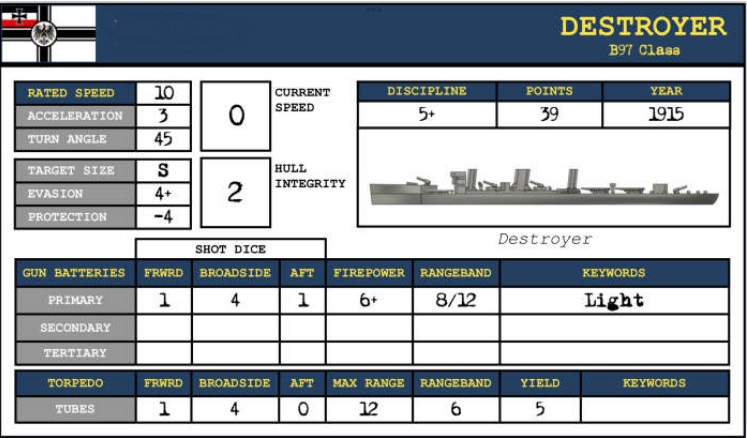 DESTROYER
B97 Class
RATED SPEED 10
ACCELERATION 3
TURN ANGLE 45
0 CURRENT SPEED
TARGET SIZE S
EVASION 4+
PROTECTION -4
2 HULL INTEGRITY
DISCIPLINE POINTS YEAR
5+ 39 1915
Destroyer
SHOT DICE
GUN BATTERIES FRWRD BROADSIDE AFT FIREPOWER RANGEBAND KEYWORDS
PRIMARY 1 4 1 6+ 8/12 Light
SECONDARY
TERTIARY
TORPEDO FRWRD BROADSIDE AFT MAX RANGE RANGEBAND YIELD KEYWORDS
TUBES 1 4 0 12 6 5